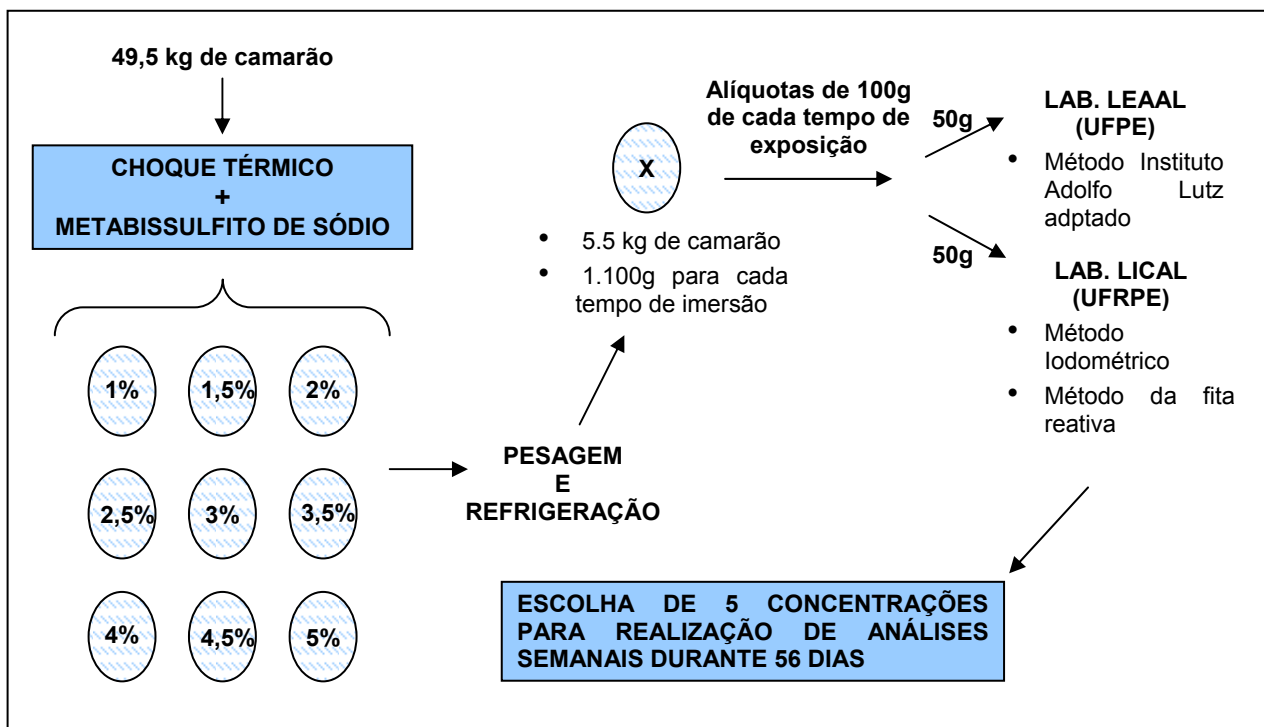 49,5 kg de camarão
CHOQUE TÉRMICO
+
METABISSULFITO DE SÓDIO
1%
1,5%
2%
2,5%
3%
3,5%
4%
4,5%
5%
PESAGEM
E
REFRIGERAÇÃO
X
• 5.5 kg de camarão
• 1.100g para cada
tempo de imersão
Alíquotas de 100g
de cada tempo de
exposição
50g
50g
LAB. LEAAL
(UFPE)
• Método Instituto
Adolfo Lutz
adptado
LAB. LICAL
(UFRPE)
• Método
Iodométrico
• Método da fita
reativa
ESCOLHA DE 5 CONCENTRAÇÕES
PARA REALIZAÇÃO DE ANÁLISES
SEMANAIS DURANTE 56 DIAS